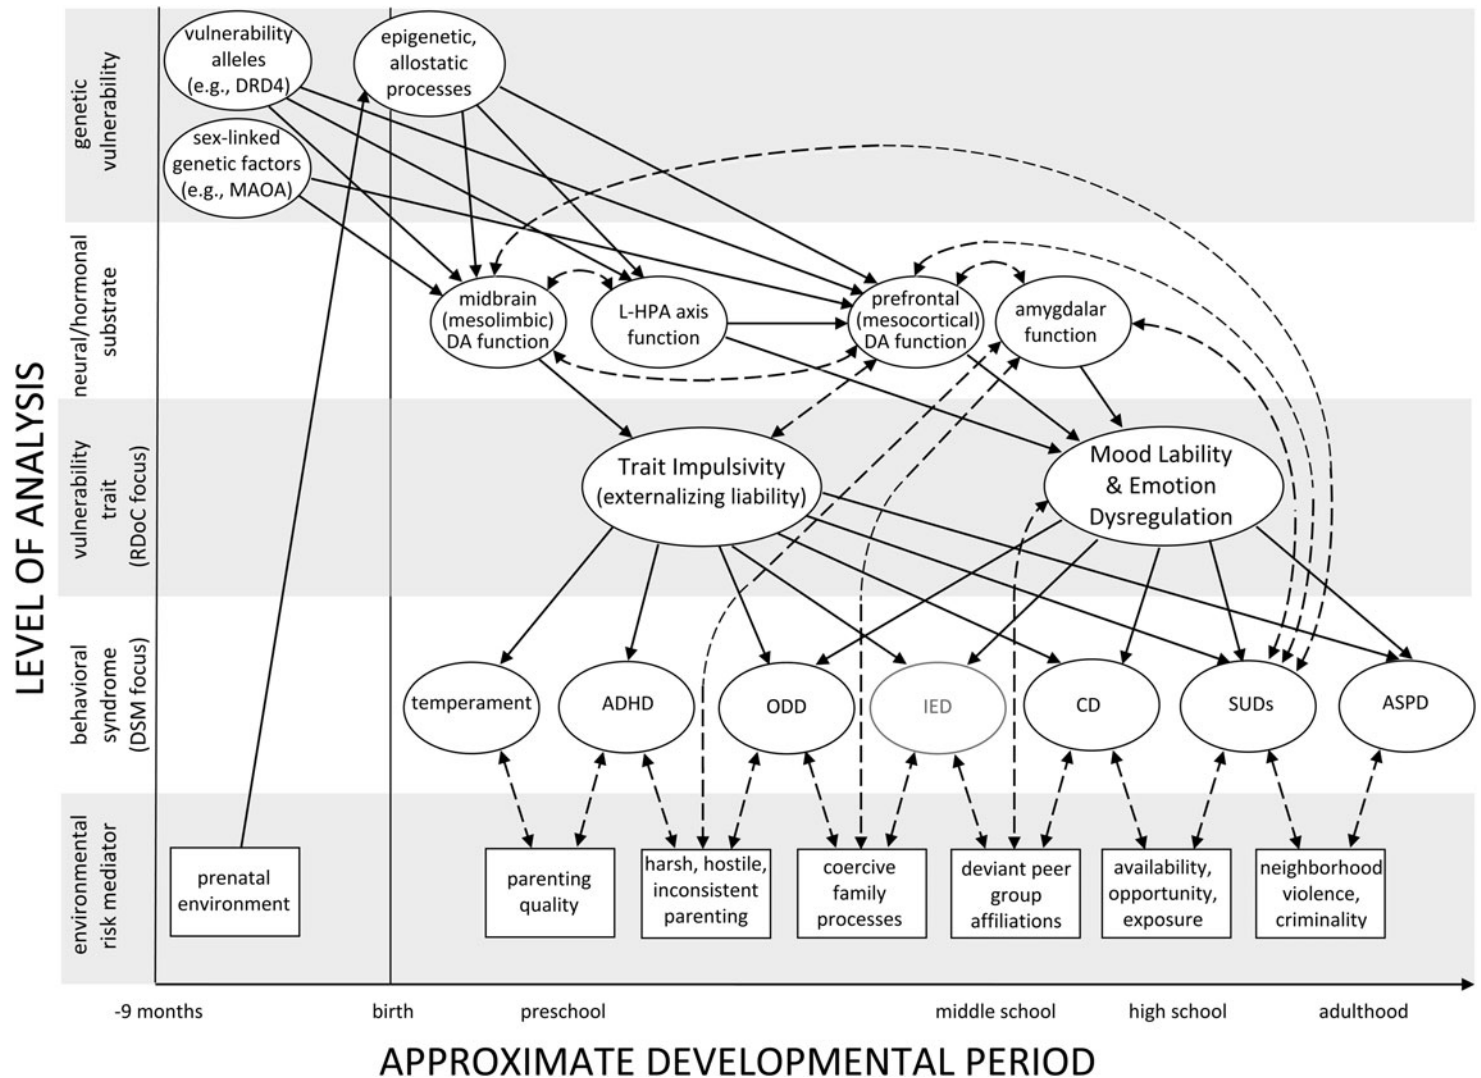 LEVEL OF ANALYSIS
genetic
vulnerability
vulnerability
alleles
(e.g., DRD4)
epigenetic,
allostatic
processes
sex-linked
genetic factors
(e.g., MAOA)
neural/hormonal
substrate
midbrain
(mesolimbic)
DA function
L-HPA axis
function
prefrontal
(mesocortical)
DA function
amygdalar
function
vulnerability
trait
(RDoC focus)
Trait Impulsivity
(externalizing liability)
Mood Lability
& Emotion
Dysregulation
behavioral
syndrome
(DSM focus)
temperament
ADHD
ODD
IED
CD
SUDs
ASPD
environmental
risk mediator
prenatal
environment
parenting
quality
harsh, hostile,
inconsistent
parenting
coercive
family
processes
deviant peer
group
affiliations
availability,
opportunity,
exposure
neighborhood
violence,
criminality
-9 months
birth
preschool
middle school
high school
adulthood
APPROXIMATE DEVELOPMENTAL PERIOD